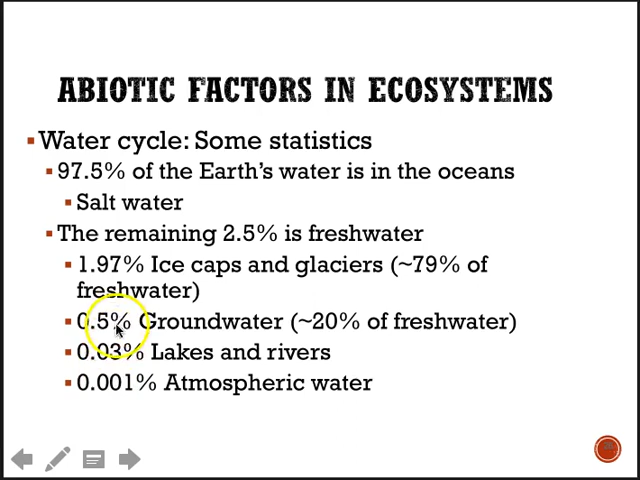 ABIOTIC FACTORS IN ECOSYSTEMS
Water cycle: Some statistics
97.5% of the Earth's water is in the oceans
Salt water
The remaining 2.5% is freshwater
1.97% Ice caps and glaciers (~79% of
freshwater)
0.5% Groundwater (~20% of freshwater)
0.03% Lakes and rivers
0.001% Atmospheric water